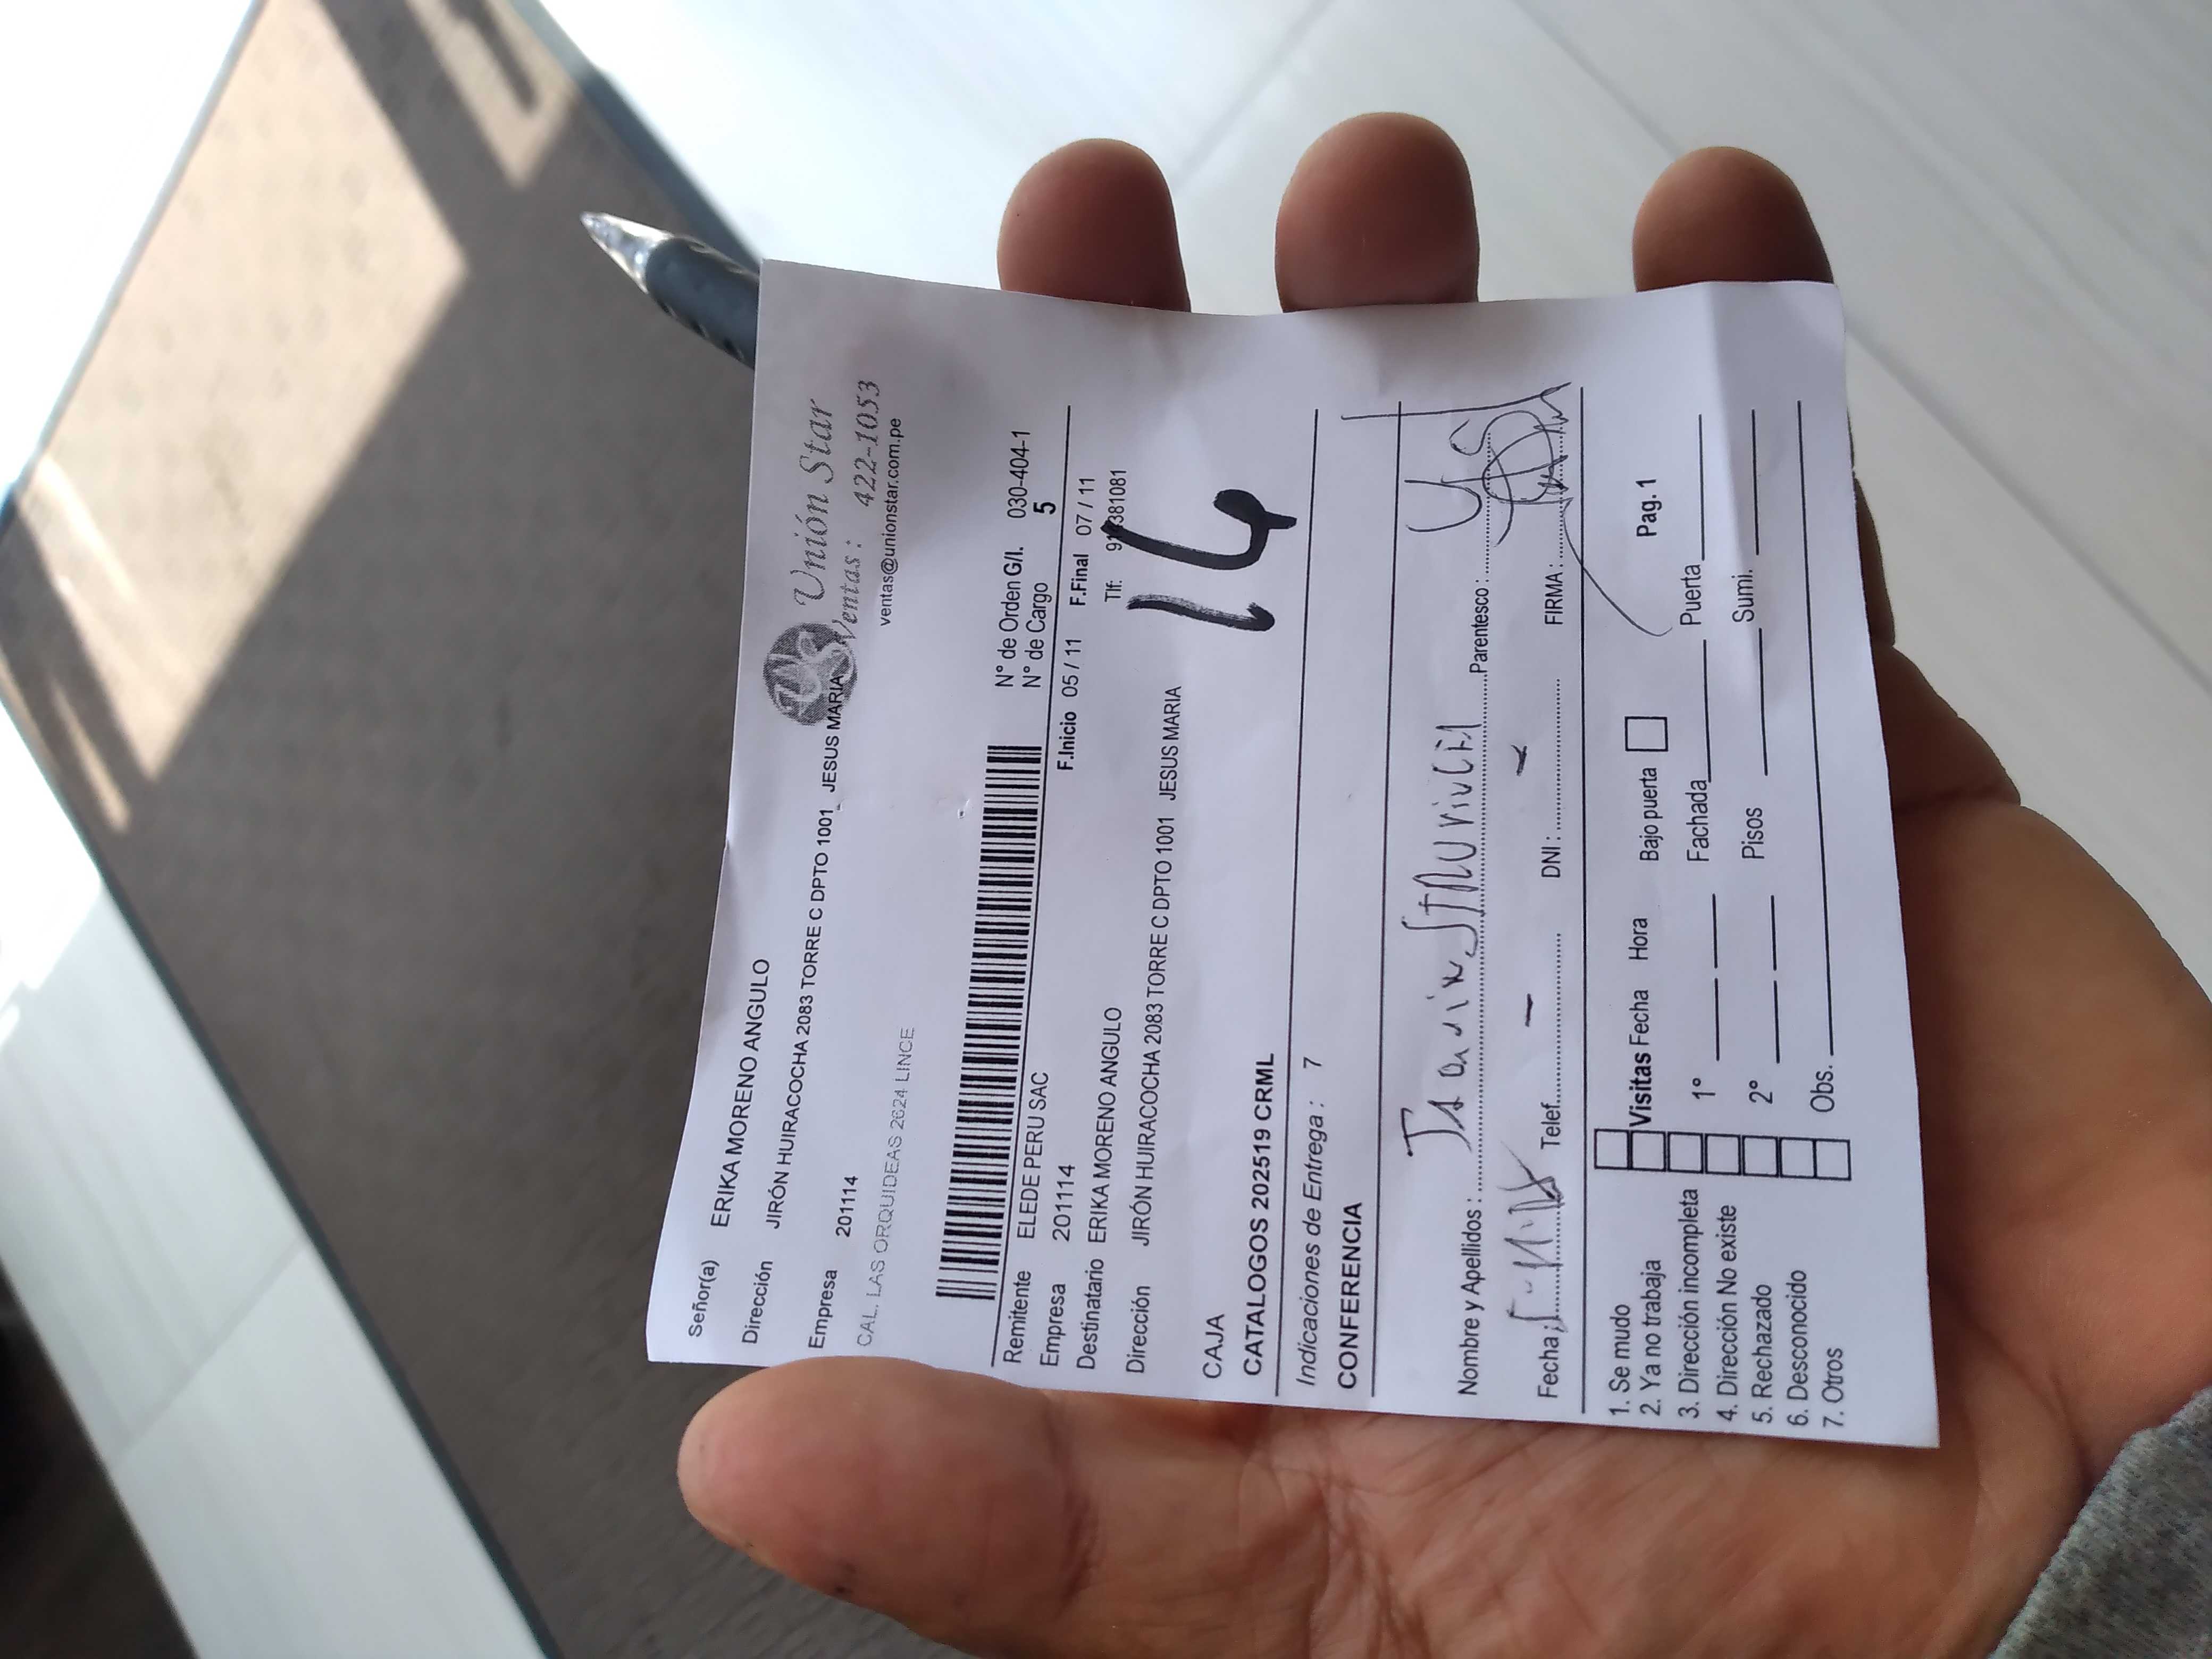 Señor(a) ERIKA MORENO ANGULO
Dirección JIRÓN HUIRACOCHA 2083 TORRE C DPTO 1001 JESUS MARIA
Empresa 201114
CAL. LAS ORQUIDEAS 2624 LINCE
Unión Star
Ventas : 422-1053
ventas@unionstar.com.pe
N° de Orden G/I. 030-404-1
N° de Cargo 5
Remitente ELEDE PERU SAC
F.Inicio 05 / 11 F.Final 07 / 11
Empresa 201114
Tlf: 381081
Destinatario ERIKA MORENO ANGULO
Dirección JIRÓN HUIRACOCHA 2083 TORRE C DPTO 1001 JESUS MARIA
CAJA
CATALOGOS 202519 CRML
Indicaciones de Entrega : 7
CONFERENCIA
Nombre y Apellidos : Parentesco :
Fecha : Telef. DNI : FIRMA :
1. Se mudo
2. Ya no trabaja
3. Dirección incompleta
4. Dirección No existe
5. Rechazado
6. Desconocido
7. Otros
Visitas Fecha Hora Bajo puerta Pag. 1
1° Fachada Puerta
2° Pisos Sumi.
Obs.